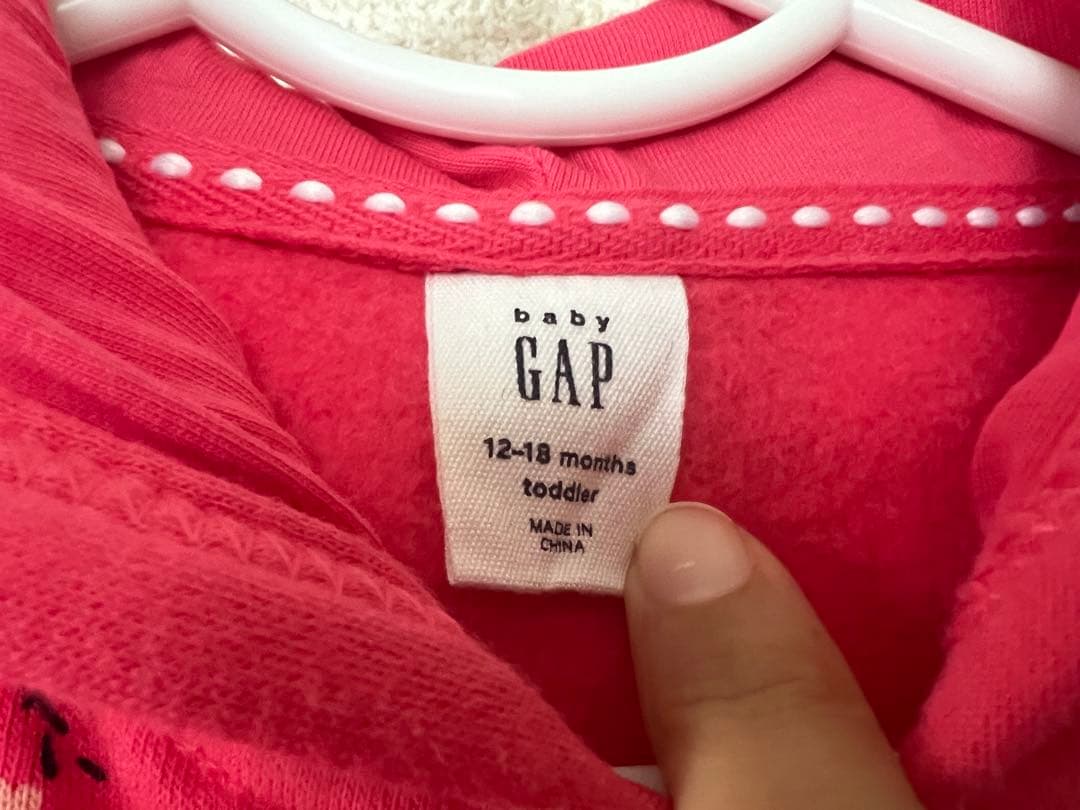 baby
GAP
12-18 months
toddler
MADE IN
CHINA